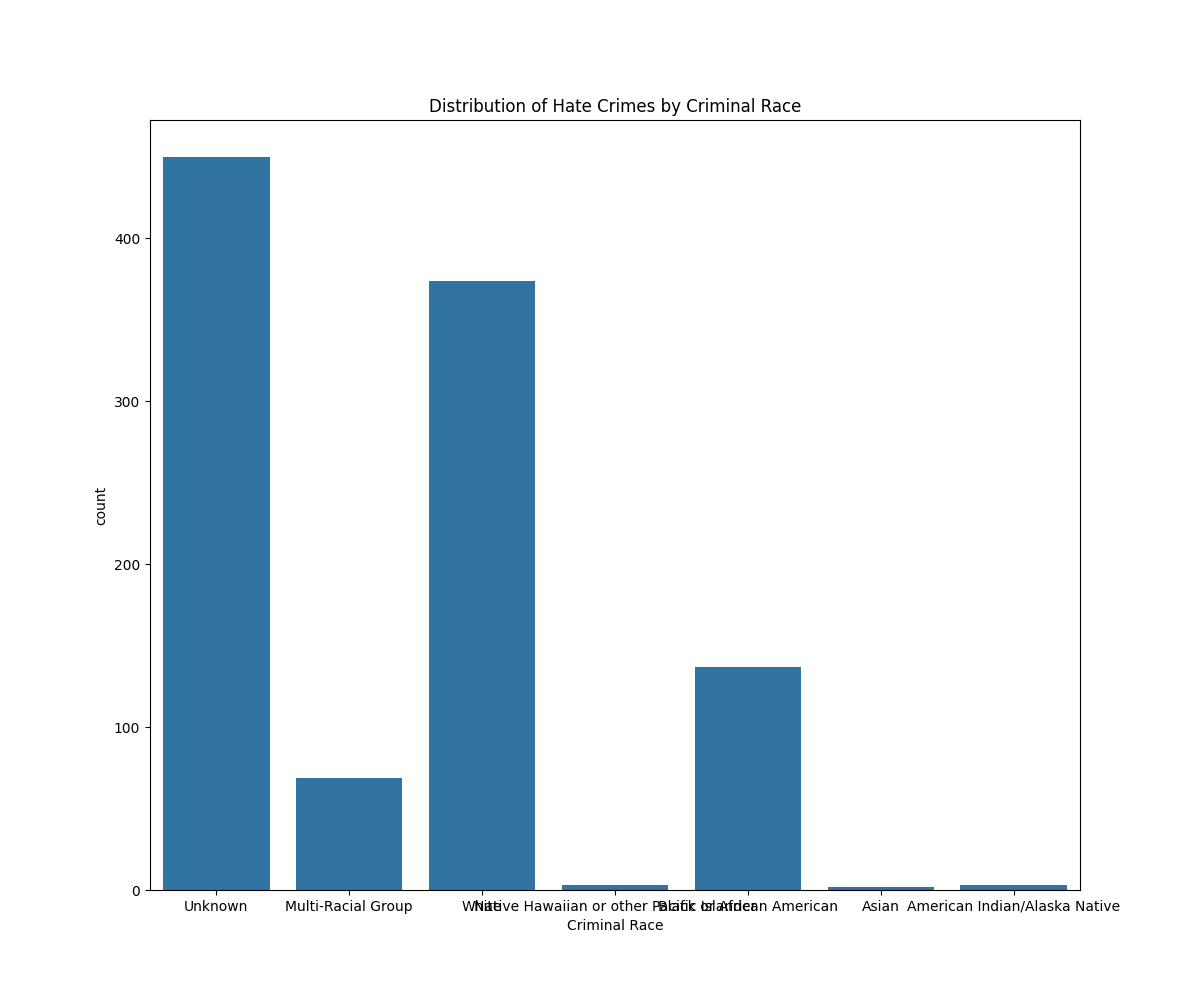 Distribution of Hate Crimes by Criminal Race
400
300
200
100
0
count
Unknown
Multi-Racial Group
White
Native Hawaiian or other Pacific Islander
Black or African American
Asian
American Indian/Alaska Native
Criminal Race